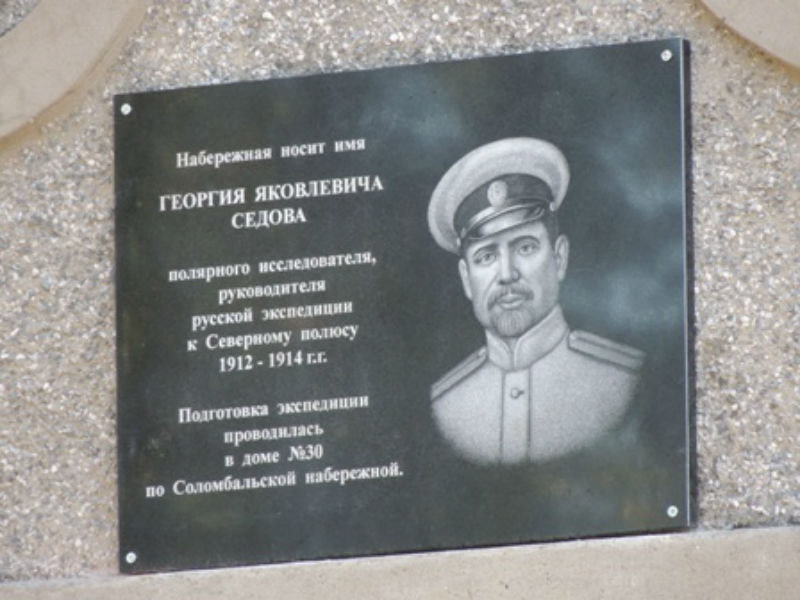 Набережная носит имя
ГЕОРГИЯ ЯКОВЛЕВИЧА
СЕДОВА
полярного исследователя,
руководителя
русской экспедиции
к Северному полюсу
1912 - 1914 г.г.
Подготовка экспедиции
проводилась
в доме №30
по Соломбальской набережной.